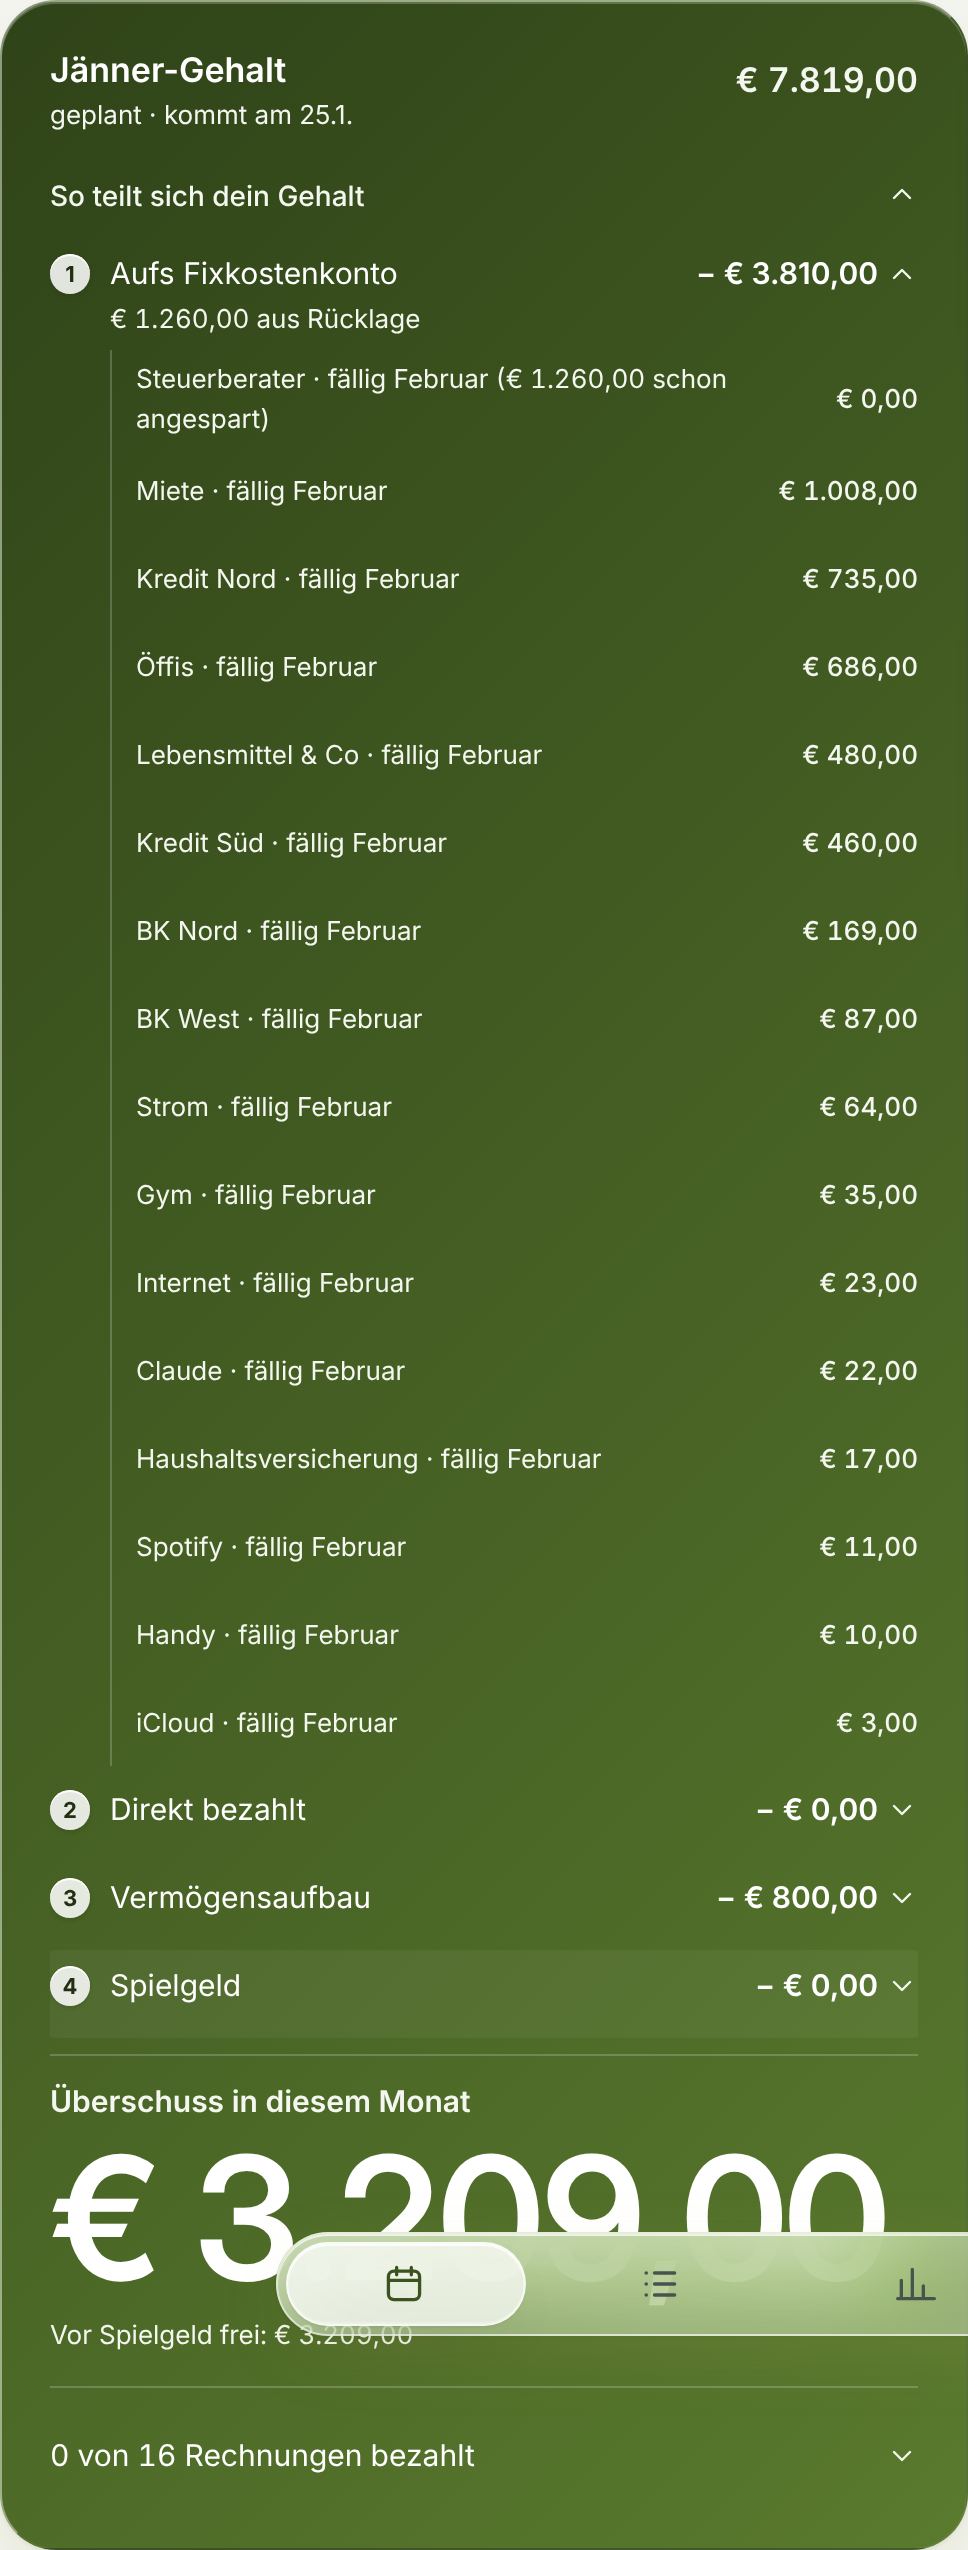 Jänner-Gehalt
€ 7.819,00
geplant · kommt am 25.1.
So teilt sich dein Gehalt
1 Aufs Fixkostenkonto – € 3.810,00
€ 1.260,00 aus Rücklage
Steuerberater · fällig Februar (€ 1.260,00 schon
angespart)
€ 0,00
Miete · fällig Februar € 1.008,00
Kredit Nord · fällig Februar € 735,00
Öffis · fällig Februar € 686,00
Lebensmittel & Co · fällig Februar € 480,00
Kredit Süd · fällig Februar € 460,00
BK Nord · fällig Februar € 169,00
BK West · fällig Februar € 87,00
Strom · fällig Februar € 64,00
Gym · fällig Februar € 35,00
Internet · fällig Februar € 23,00
Claude · fällig Februar € 22,00
Haushaltsversicherung · fällig Februar € 17,00
Spotify · fällig Februar € 11,00
Handy · fällig Februar € 10,00
iCloud · fällig Februar € 3,00
2 Direkt bezahlt – € 0,00
3 Vermögensaufbau – € 800,00
4 Spielgeld – € 0,00
Überschuss in diesem Monat
€ 3.209,00
Vor Spielgeld frei: € 3.209,00
0 von 16 Rechnungen bezahlt